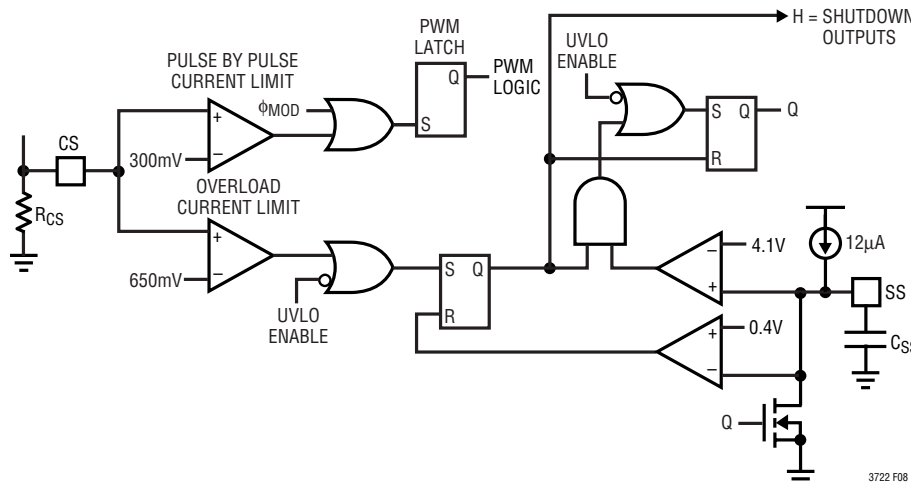 PULSE BY PULSE
CURRENT LIMIT
PWM
LATCH
UVLO
ENABLE
H = SHUTDOWN
OUTPUTS
ΦMOD
Q
PWM
LOGIC
S
+
–
300mV
CS
RCS
OVERLOAD
CURRENT LIMIT
+
–
650mV
UVLO
ENABLE
S Q
R
S Q
R
Q
–
4.1V
+
12µA
SS
CSS
+
0.4V
–
Q
3722 F08